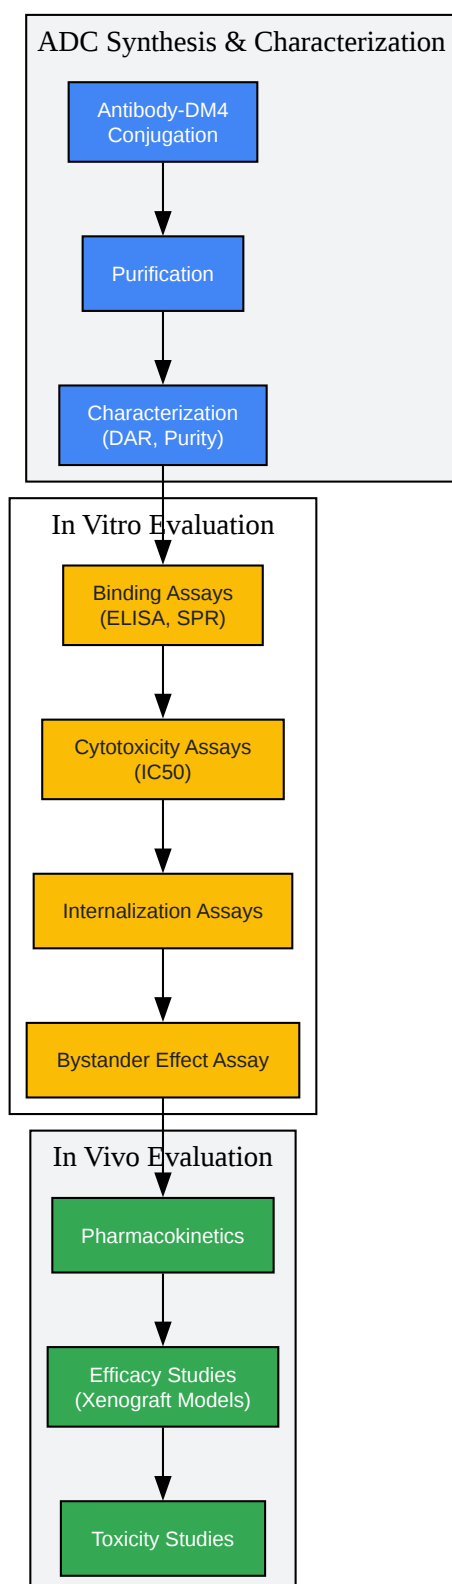 ADC Synthesis & Characterization
Antibody-DM4
Conjugation
Purification
Characterization
(DAR, Purity)
In Vitro Evaluation
Binding Assays
(ELISA, SPR)
Cytotoxicity Assays
(IC50)
Internalization Assays
Bystander Effect Assay
In Vivo Evaluation
Pharmacokinetics
Efficacy Studies
(Xenograft Models)
Toxicity Studies